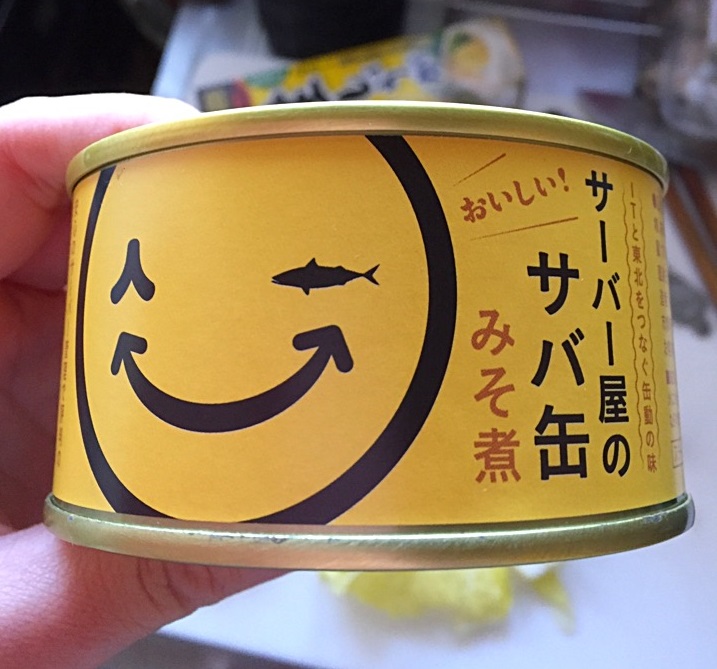 ITと東北をつなぐ缶動の味
サーバー屋の
サバ缶
おいしい!
みそ煮